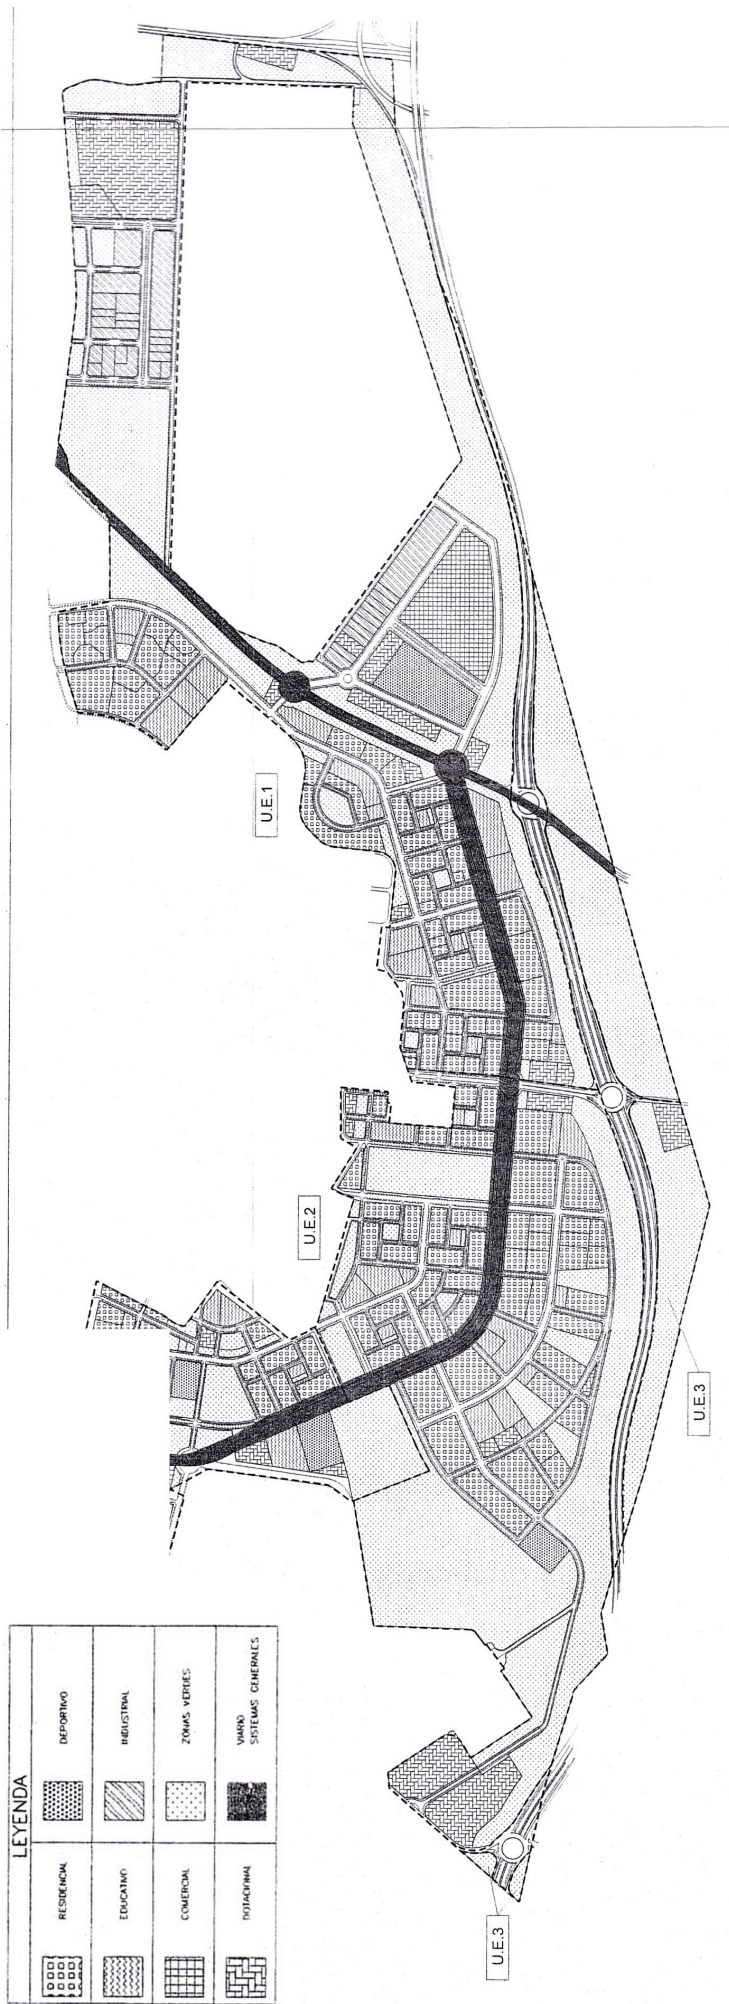 U.E.1
U.E.2
U.E.3
U.E.3
LEYENDA
RESIDENCIAL
DEPORTIVO
EDUCATIVO
INDUSTRIAL
COMERCIAL
ZONAS VERDES
DOTACIONAL
VIARIO
SISTEMAS GENERALES